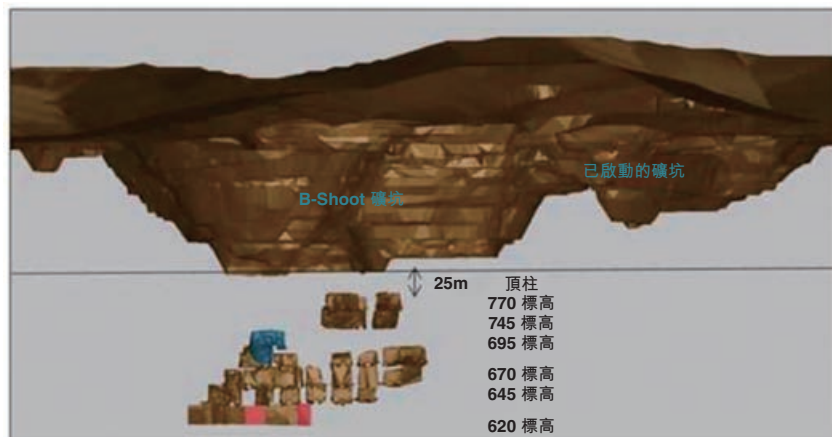 已啟動的礦坑
B-Shoot 礦坑
25m 頂柱
770 標高
745 標高
695 標高
670 標高
645 標高
620 標高